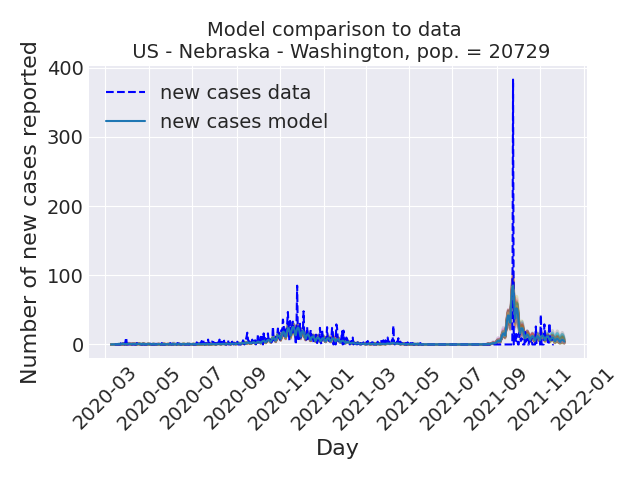 Model comparison to data
US - Nebraska - Washington, pop. = 20729
Number of new cases reported
400
300
200
100
0
new cases data
new cases model
2020-03
2020-05
2020-07
2020-09
2020-11
2021-01
2021-03
2021-05
2021-07
2021-09
2021-11
2022-01
Day